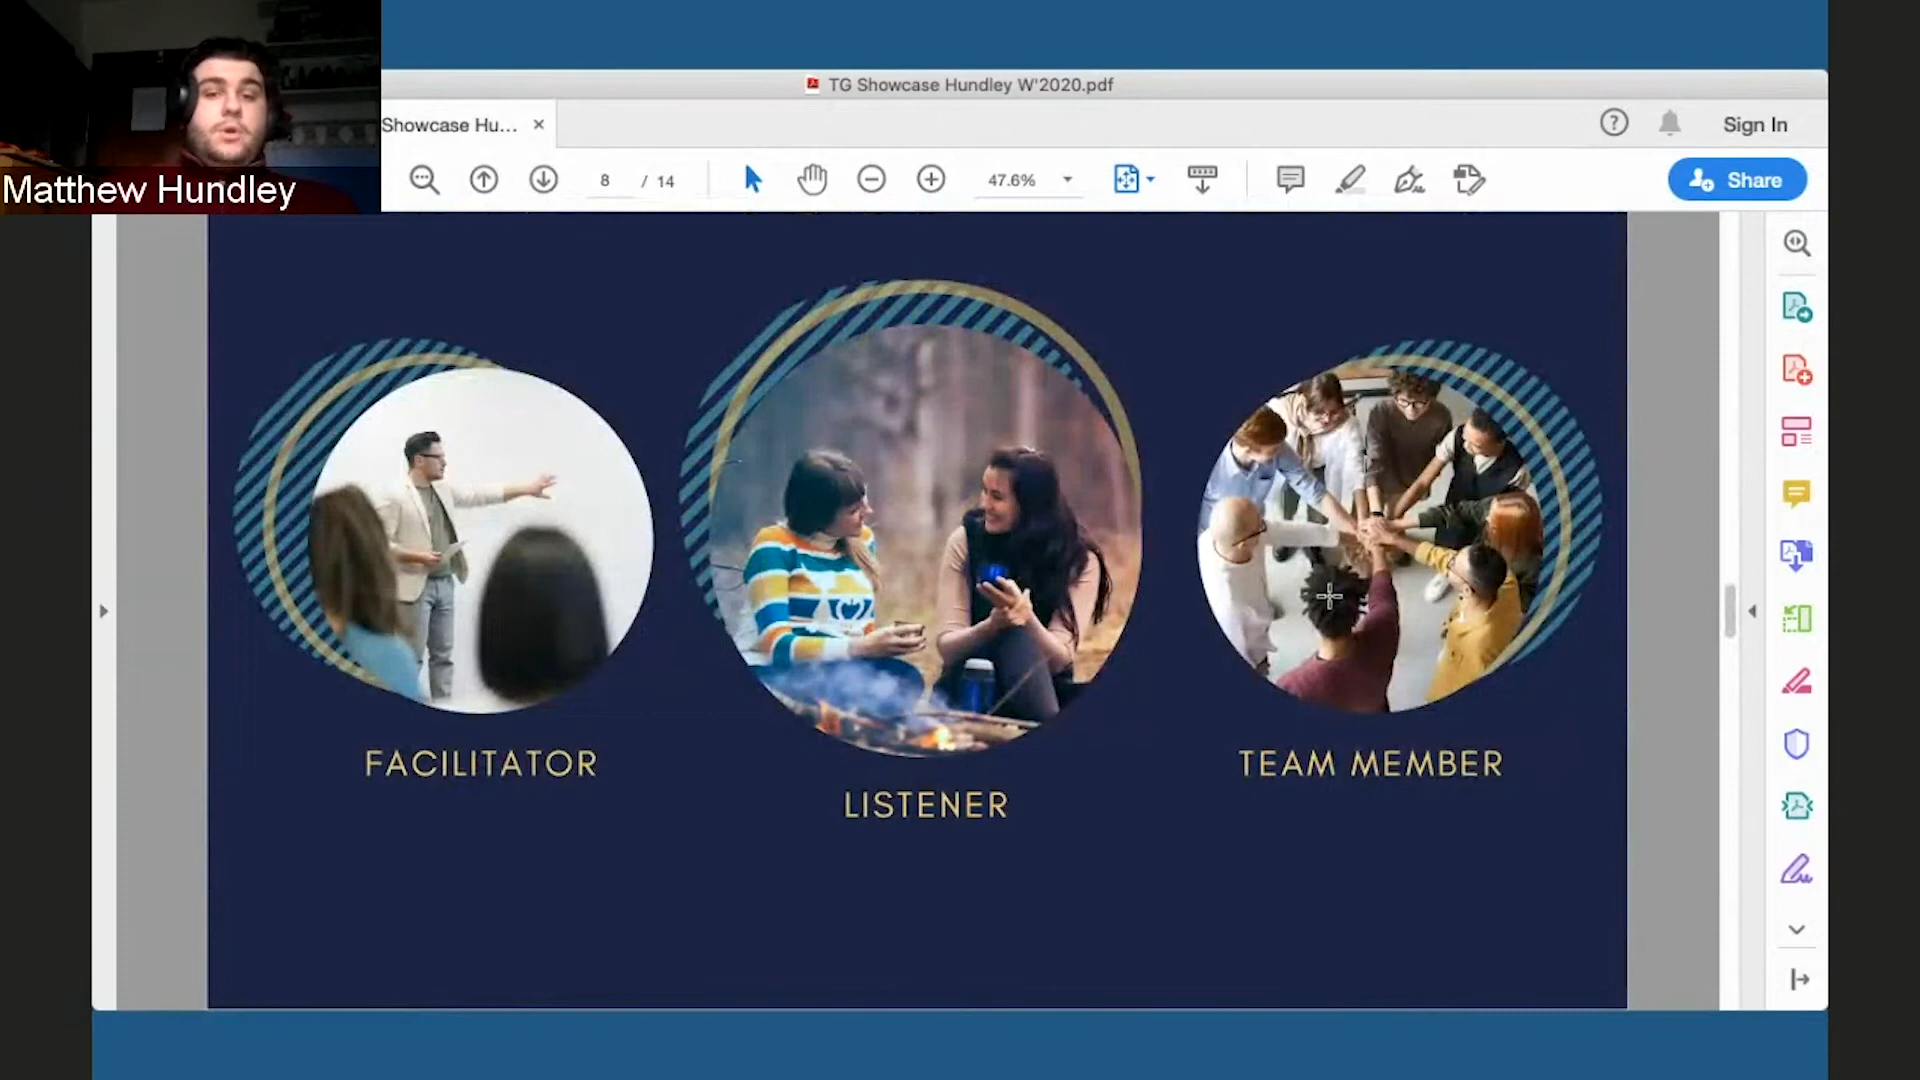 TG Showcase Hundley W'2020.pdf
Showcase Hu... ×
Sign In
Matthew Hundley
8 / 14
47.6%
Share
FACILITATOR
LISTENER
TEAM MEMBER